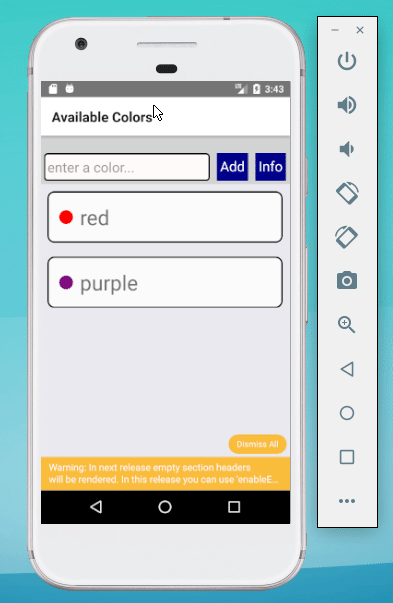 3:43
Available Colors
enter a color...
Add
Info
red
purple
Dismiss All
Warning: In next release empty section headers
will be rendered. In this release you can use 'enableE...